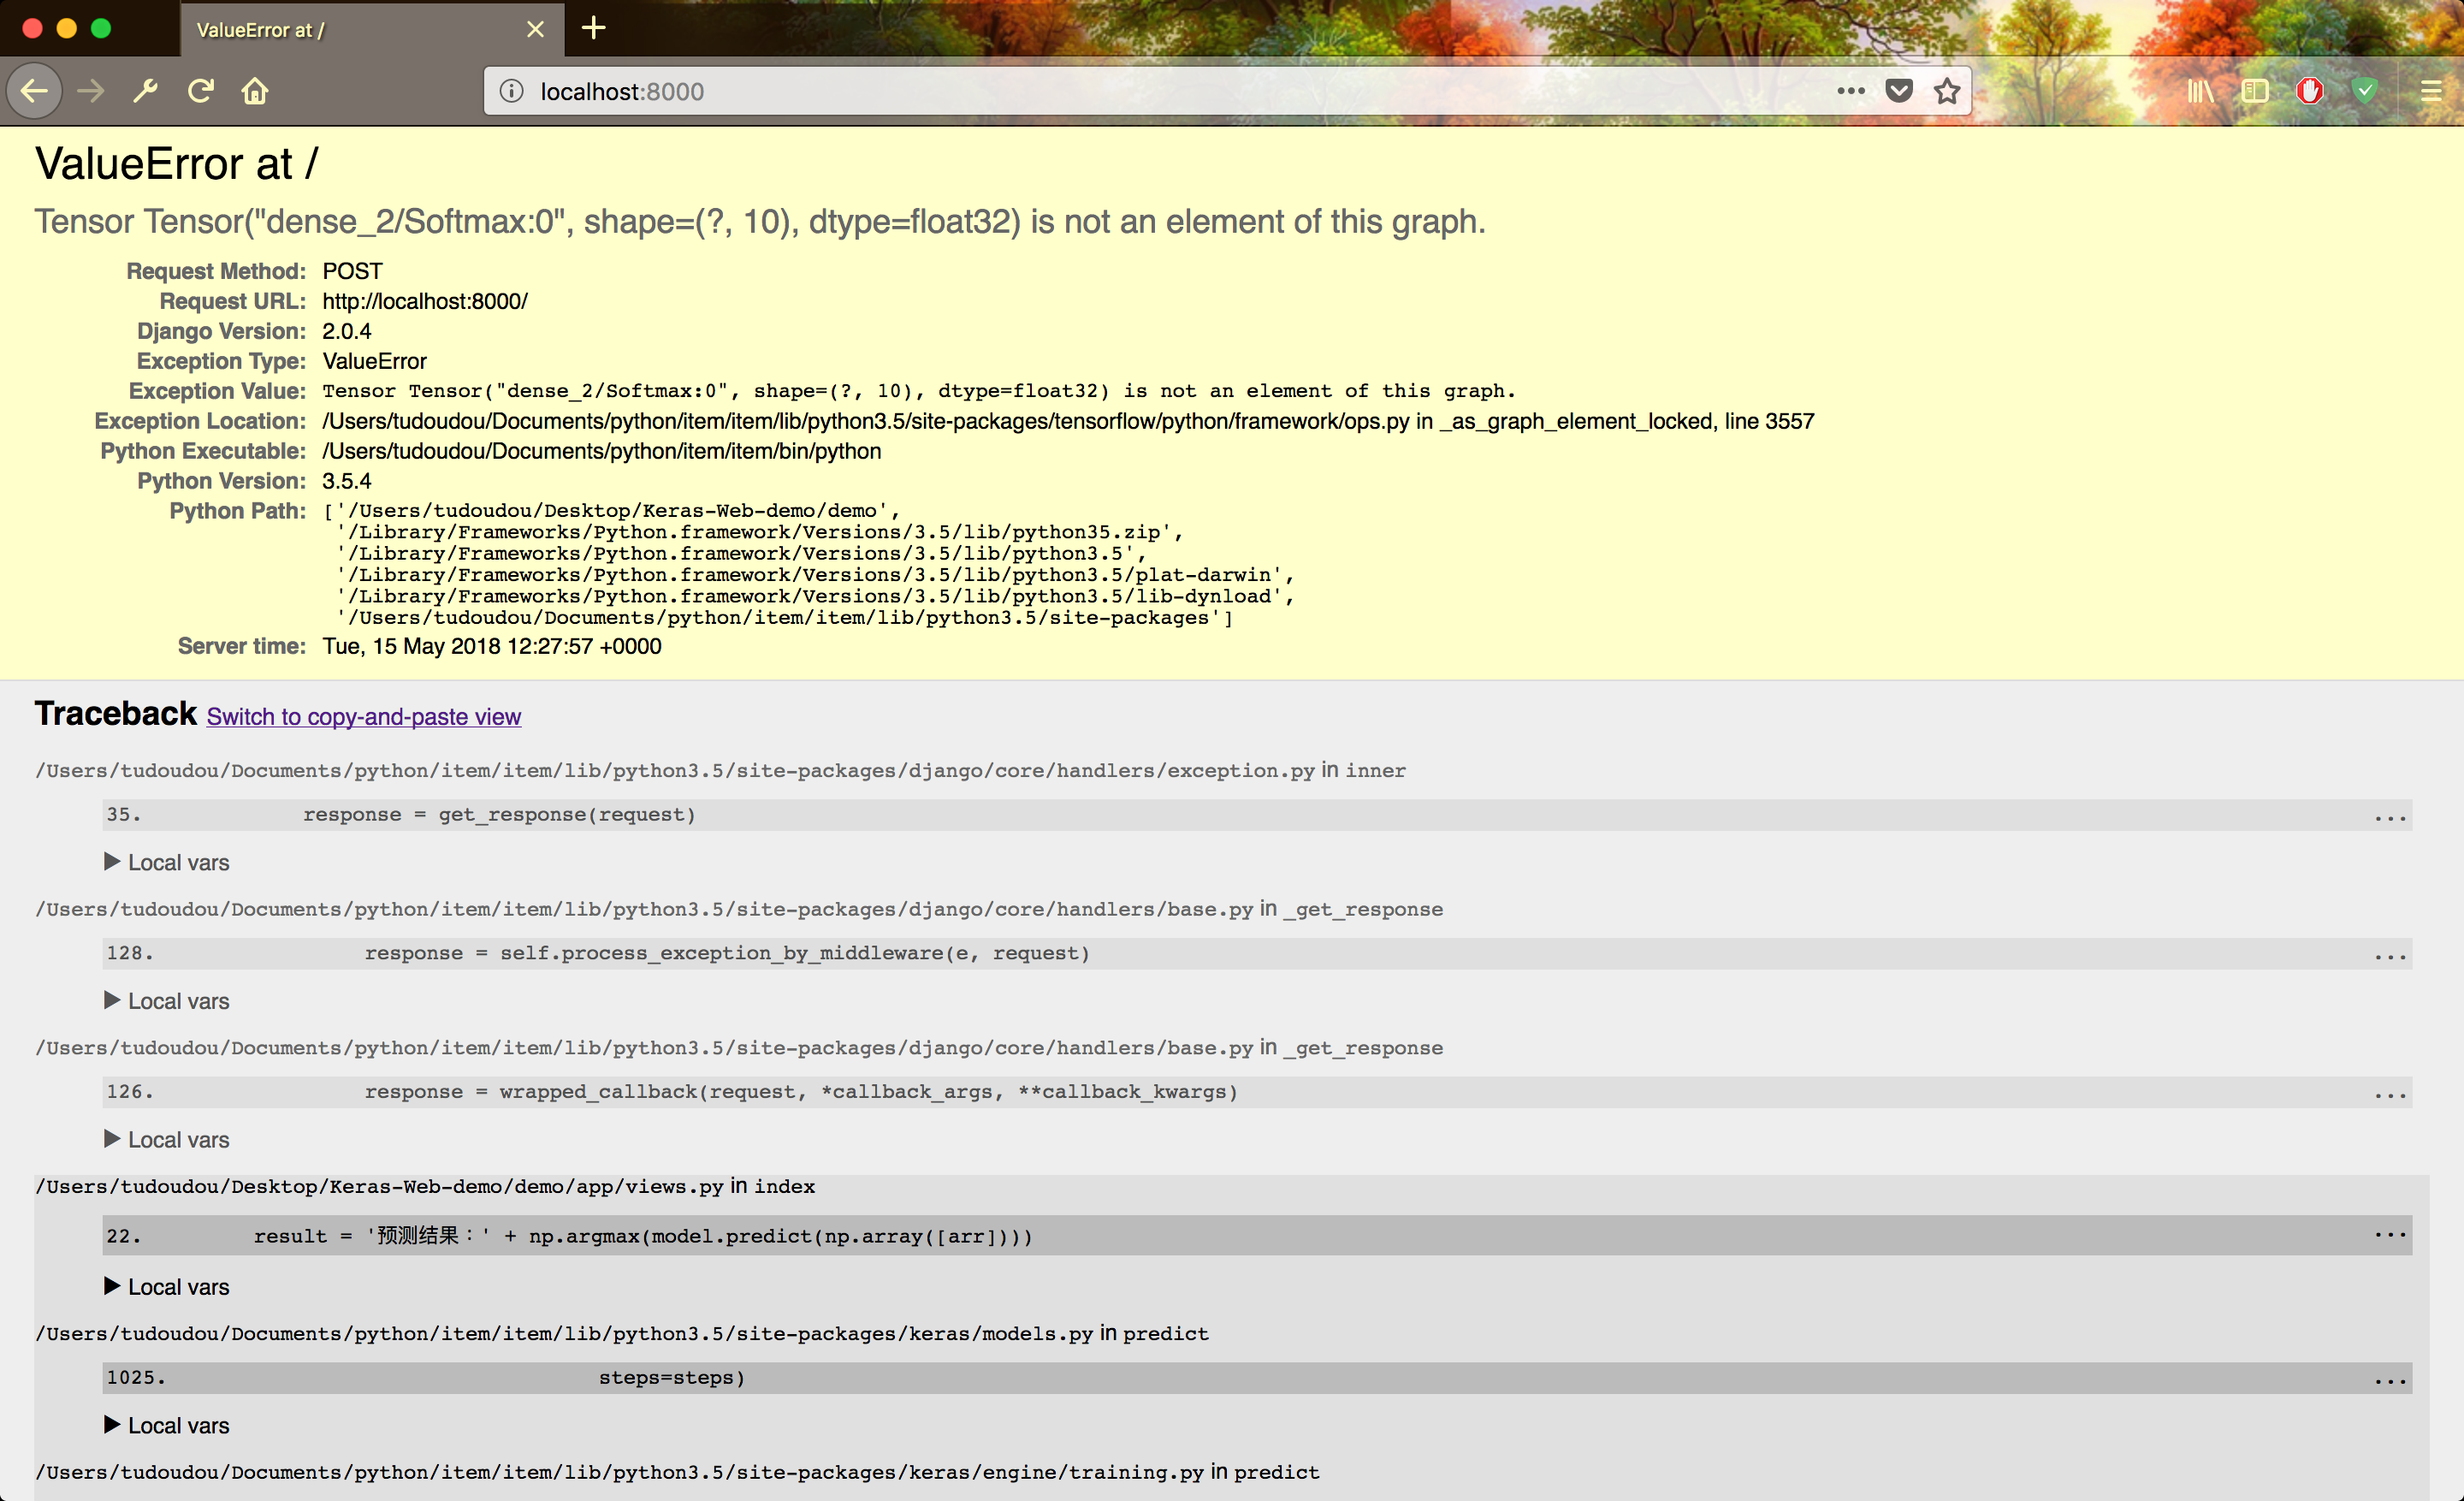 ValueError at /
localhost:8000
ValueError at /
Tensor Tensor("dense_2/Softmax:0", shape=(?, 10), dtype=float32) is not an element of this graph.
Request Method: POST
Request URL: http://localhost:8000/
Django Version: 2.0.4
Exception Type: ValueError
Exception Value: Tensor Tensor("dense_2/Softmax:0", shape=(?, 10), dtype=float32) is not an element of this graph.
Exception Location: /Users/tudoudou/Documents/python/item/item/lib/python3.5/site-packages/tensorflow/python/framework/ops.py in _as_graph_element_locked, line 3557
Python Executable: /Users/tudoudou/Documents/python/item/item/bin/python
Python Version: 3.5.4
Python Path: ['/Users/tudoudou/Desktop/Keras-Web-demo/demo',
'/Library/Frameworks/Python.framework/Versions/3.5/lib/python35.zip',
'/Library/Frameworks/Python.framework/Versions/3.5/lib/python3.5',
'/Library/Frameworks/Python.framework/Versions/3.5/lib/python3.5/plat-darwin',
'/Library/Frameworks/Python.framework/Versions/3.5/lib/python3.5/lib-dynload',
'/Users/tudoudou/Documents/python/item/item/lib/python3.5/site-packages']
Server time: Tue, 15 May 2018 12:27:57 +0000
Traceback Switch to copy-and-paste view
/Users/tudoudou/Documents/python/item/item/lib/python3.5/site-packages/django/core/handlers/exception.py in inner
35. response = get_response(request) ...
▶ Local vars
/Users/tudoudou/Documents/python/item/item/lib/python3.5/site-packages/django/core/handlers/base.py in _get_response
128. response = self.process_exception_by_middleware(e, request) ...
▶ Local vars
/Users/tudoudou/Documents/python/item/item/lib/python3.5/site-packages/django/core/handlers/base.py in _get_response
126. response = wrapped_callback(request, *callback_args, **callback_kwargs) ...
▶ Local vars
/Users/tudoudou/Desktop/Keras-Web-demo/demo/app/views.py in index
22. result = '预测结果：' + np.argmax(model.predict(np.array([arr]))) ...
▶ Local vars
/Users/tudoudou/Documents/python/item/item/lib/python3.5/site-packages/keras/models.py in predict
1025. steps=steps) ...
▶ Local vars
/Users/tudoudou/Documents/python/item/item/lib/python3.5/site-packages/keras/engine/training.py in predict